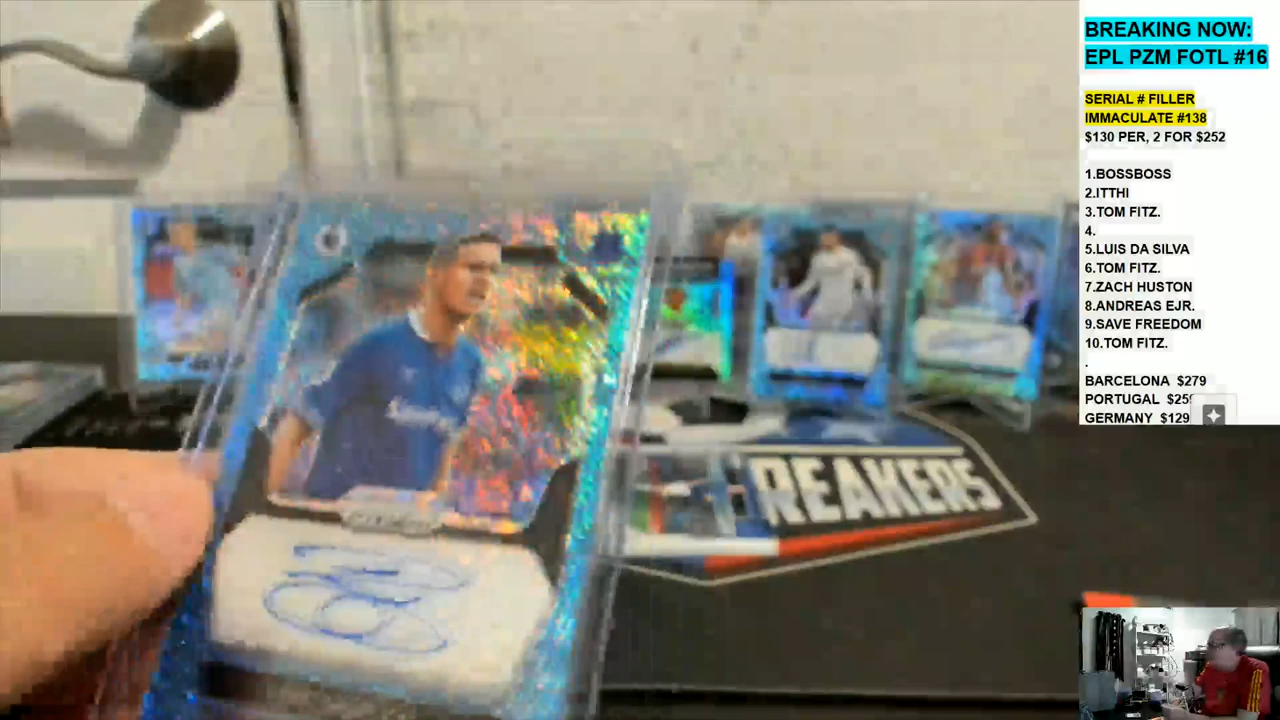 BREAKING NOW:
EPL PZM FOTL #16
SERIAL # FILLER
IMMACULATE #138
$130 PER, 2 FOR $252
1.BOSSBOSS
2.ITTHI
3.TOM FITZ.
4.
5.LUIS DA SILVA
6.TOM FITZ.
7.ZACH HUSTON
8.ANDREAS EJR.
9.SAVE FREEDOM
10.TOM FITZ.
.
BARCELONA $279
PORTUGAL $259
GERMANY $129
REAKERS